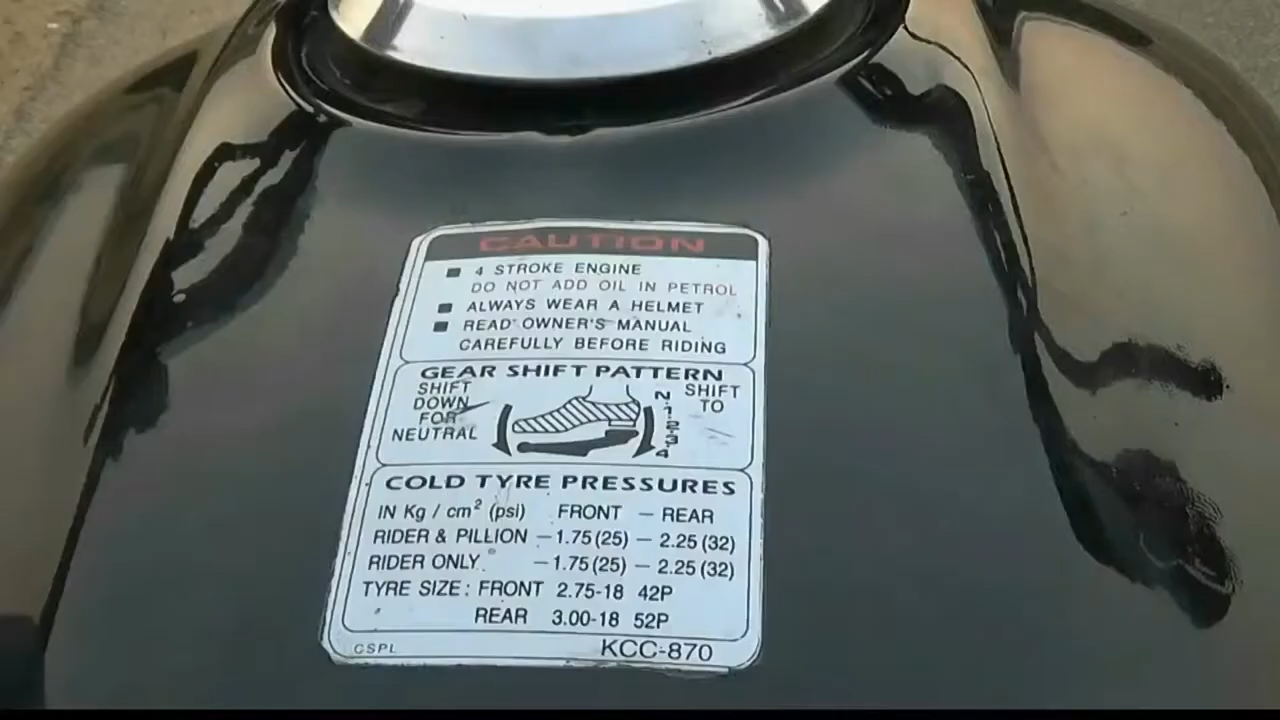 CAUTION
4 STROKE ENGINE
DO NOT ADD OIL IN PETROL
ALWAYS WEAR A HELMET
READ OWNER'S MANUAL
CAREFULLY BEFORE RIDING
GEAR SHIFT PATTERN
SHIFT
DOWN
FOR
NEUTRAL
N
1
2
3
4
SHIFT
TO
COLD TYRE PRESSURES
IN Kg / cm² (psi) FRONT – REAR
RIDER & PILLION – 1.75 (25) – 2.25 (32)
RIDER ONLY – 1.75 (25) – 2.25 (32)
TYRE SIZE : FRONT 2.75-18 42P
REAR 3.00-18 52P
CSPL KCC-870